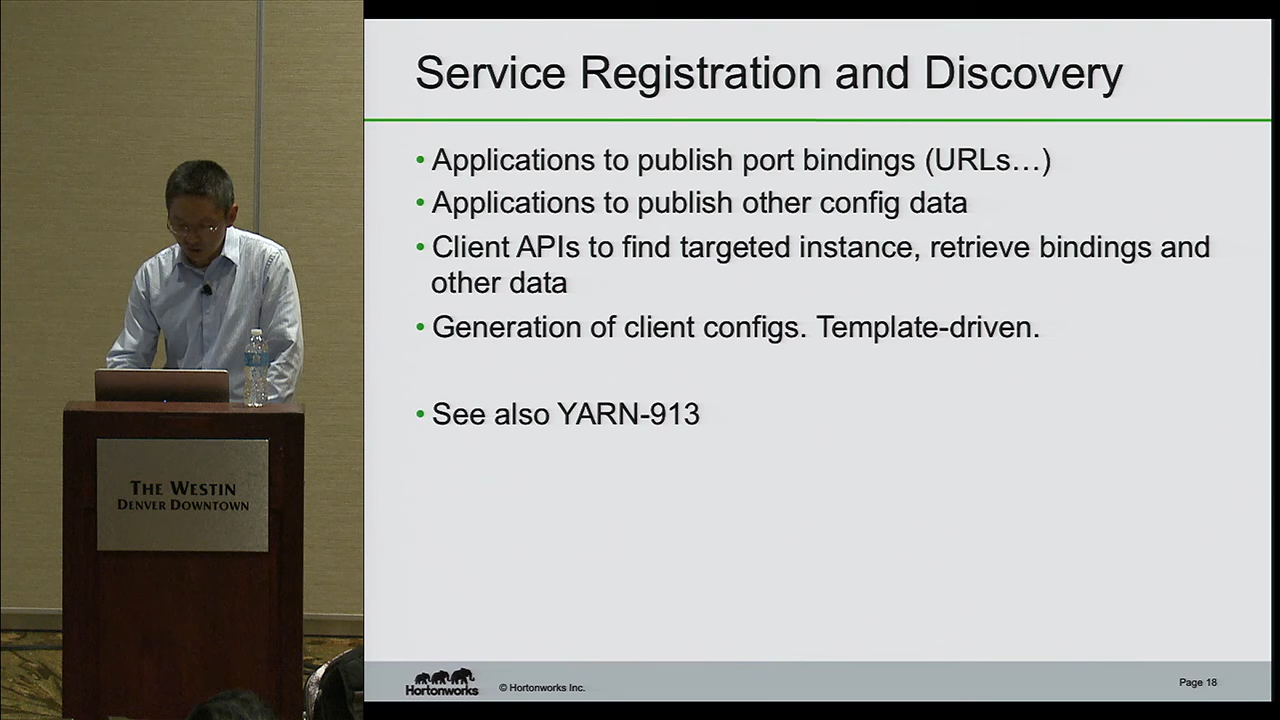 Service Registration and Discovery
• Applications to publish port bindings (URLs…)
• Applications to publish other config data
• Client APIs to find targeted instance, retrieve bindings and
other data
• Generation of client configs. Template-driven.
• See also YARN-913
THE WESTIN
DENVER DOWNTOWN
Hortonworks
© Hortonworks Inc.
Page 18